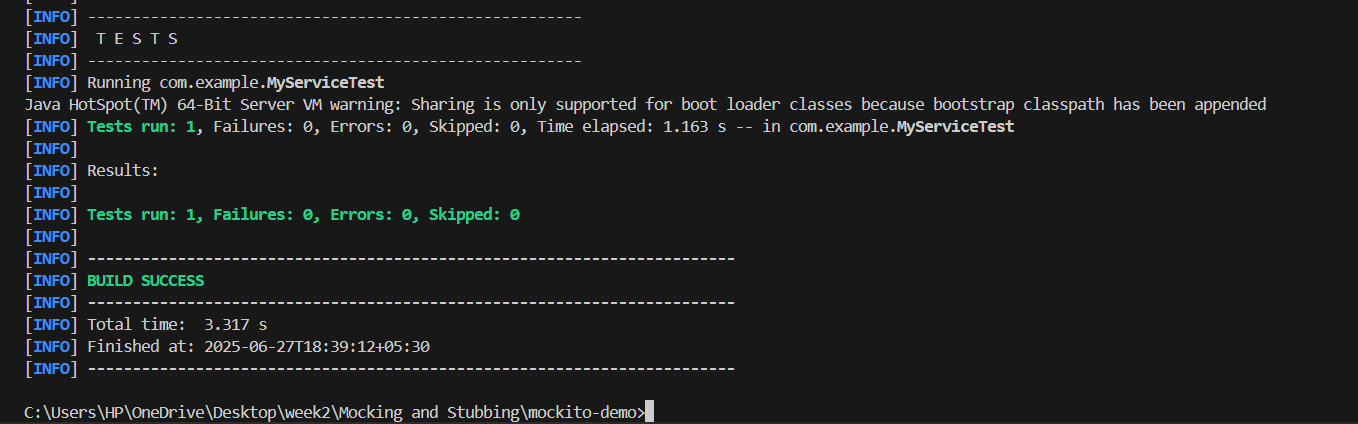 [INFO] -------------------------------------------------------
[INFO]  T E S T S
[INFO] -------------------------------------------------------
[INFO] Running com.example.MyServiceTest
Java HotSpot(TM) 64-Bit Server VM warning: Sharing is only supported for boot loader classes because bootstrap classpath has been appended
[INFO] Tests run: 1, Failures: 0, Errors: 0, Skipped: 0, Time elapsed: 1.163 s -- in com.example.MyServiceTest
[INFO]
[INFO] Results:
[INFO]
[INFO] Tests run: 1, Failures: 0, Errors: 0, Skipped: 0
[INFO]
[INFO] ------------------------------------------------------------------------
[INFO] BUILD SUCCESS
[INFO] ------------------------------------------------------------------------
[INFO] Total time:  3.317 s
[INFO] Finished at: 2025-06-27T18:39:12+05:30
[INFO] ------------------------------------------------------------------------
C:\Users\HP\OneDrive\Desktop\week2\Mocking and Stubbing\mockito-demo>